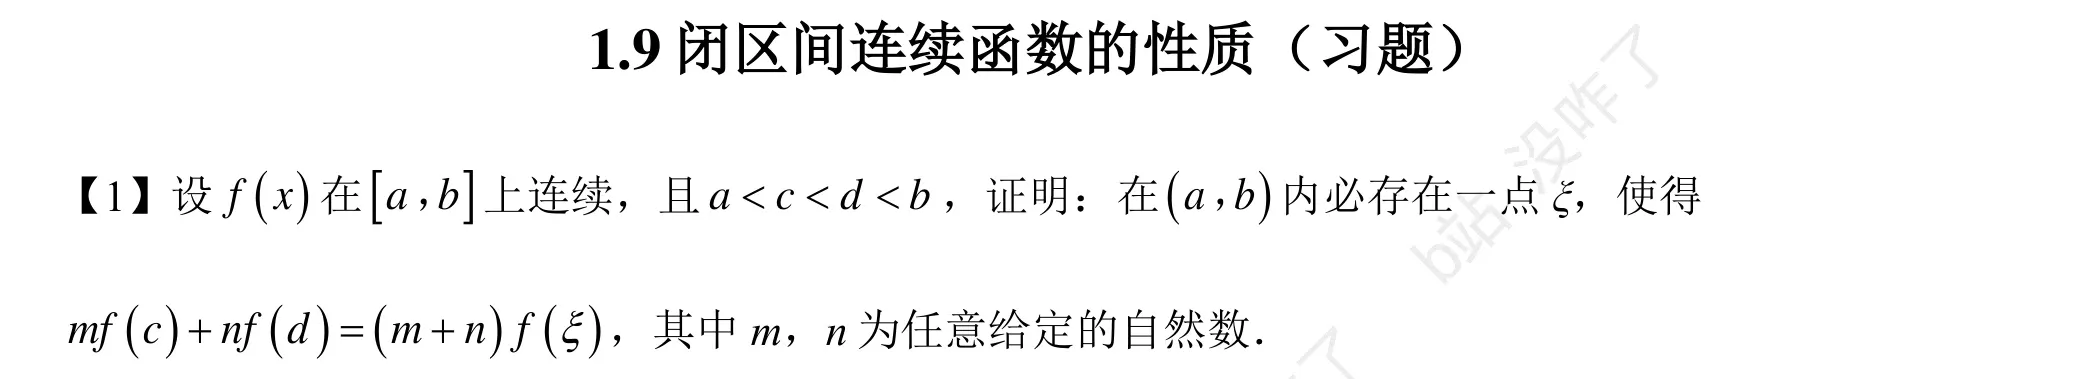 1.9 闭区间连续函数的性质（习题）
【1】设 f(x) 在 [a,b] 上连续，且 a < c < d < b，证明：在 (a,b) 内必存在一点 ξ，使得
mf(c)+nf(d)=(m+n)f(ξ)，其中 m，n 为任意给定的自然数．
b站 没咋了
了